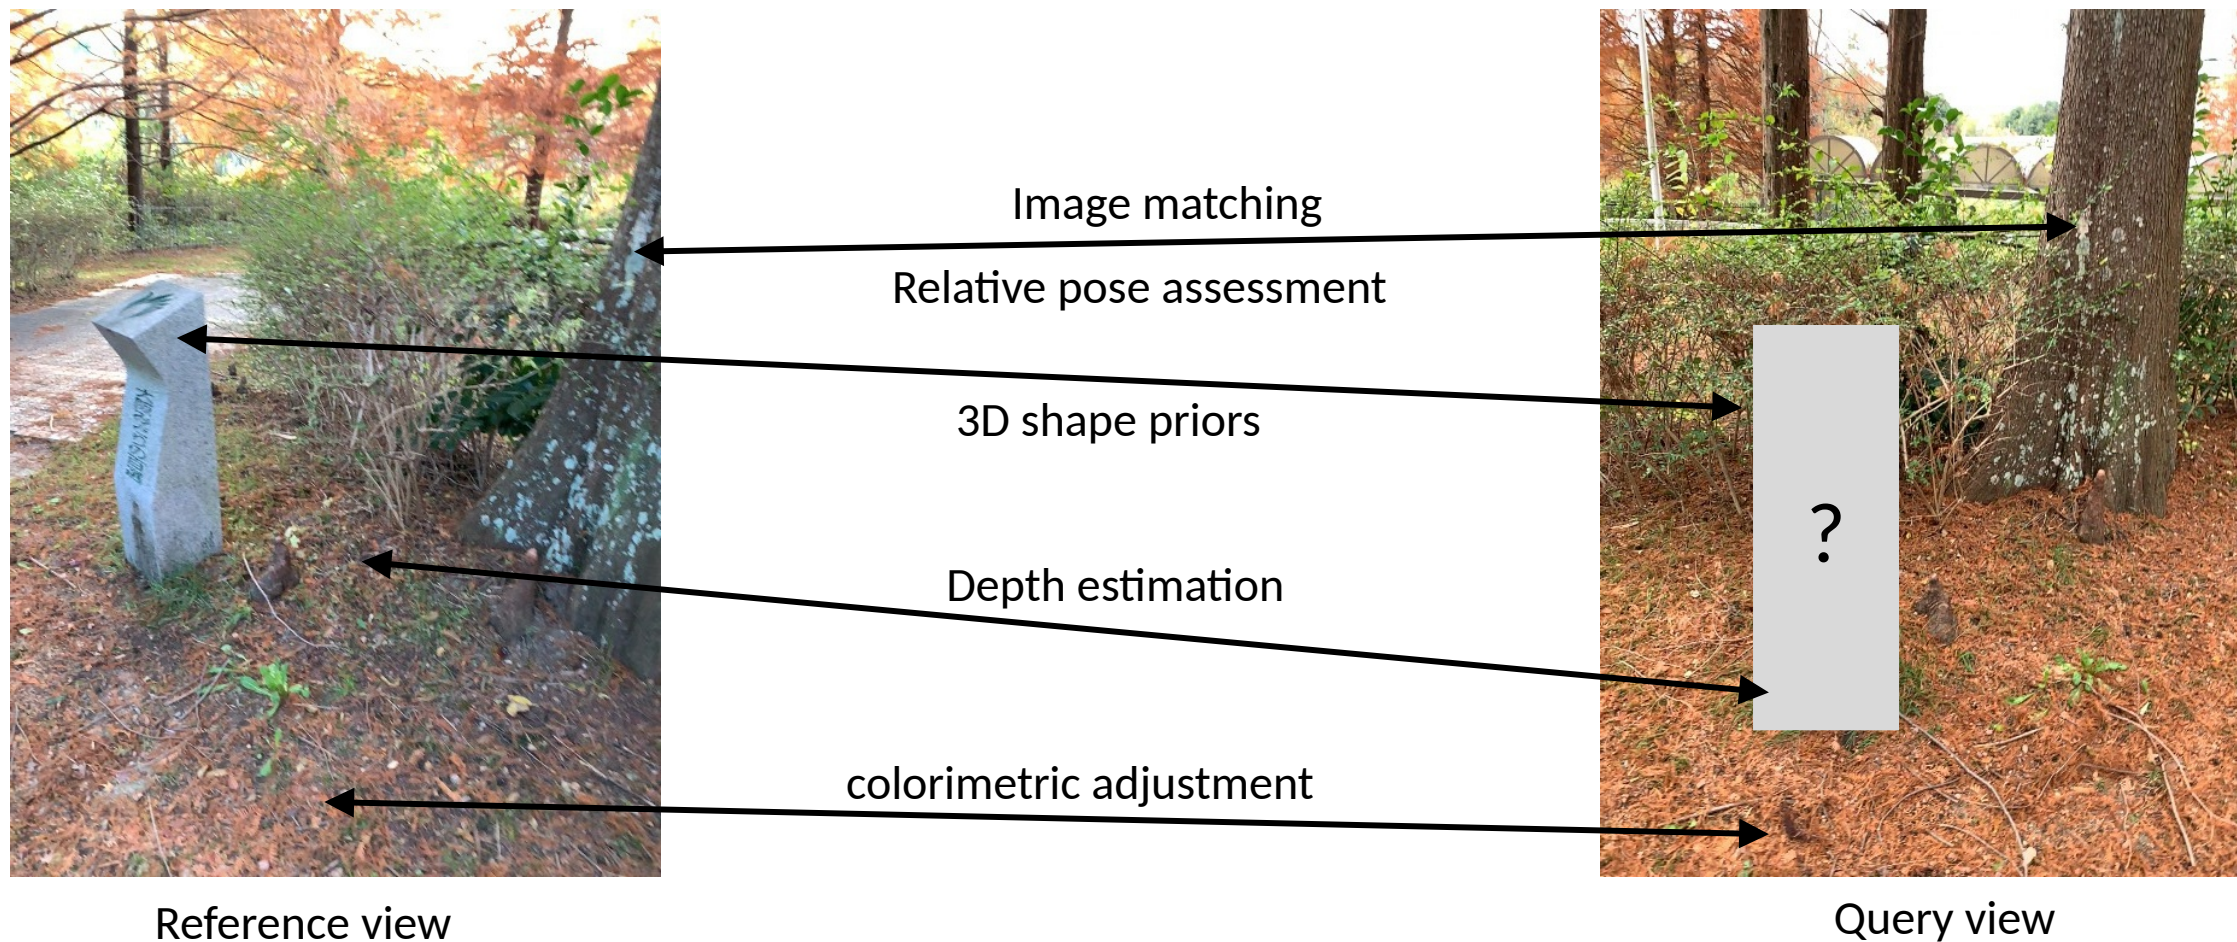 Image matching
Relative pose assessment
3D shape priors
?
Depth estimation
colorimetric adjustment
Reference view
Query view